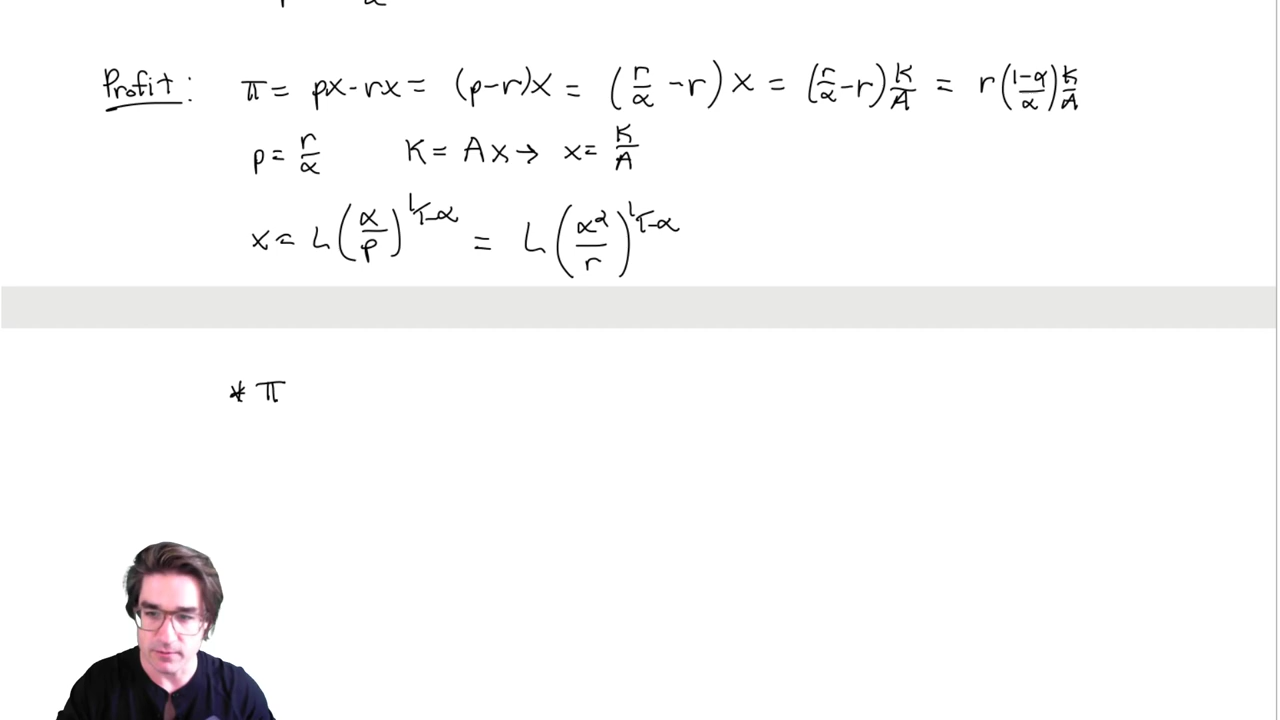 Profit: π = px - rx = (p-r)x = (r/α - r) x = (r/α - r) K/A = r((1-α)/α) K/A
p = r/α K = Ax → x = K/A
x = L(α/p)^(1/1-α) = L(α²/r)^(1/1-α)
* π